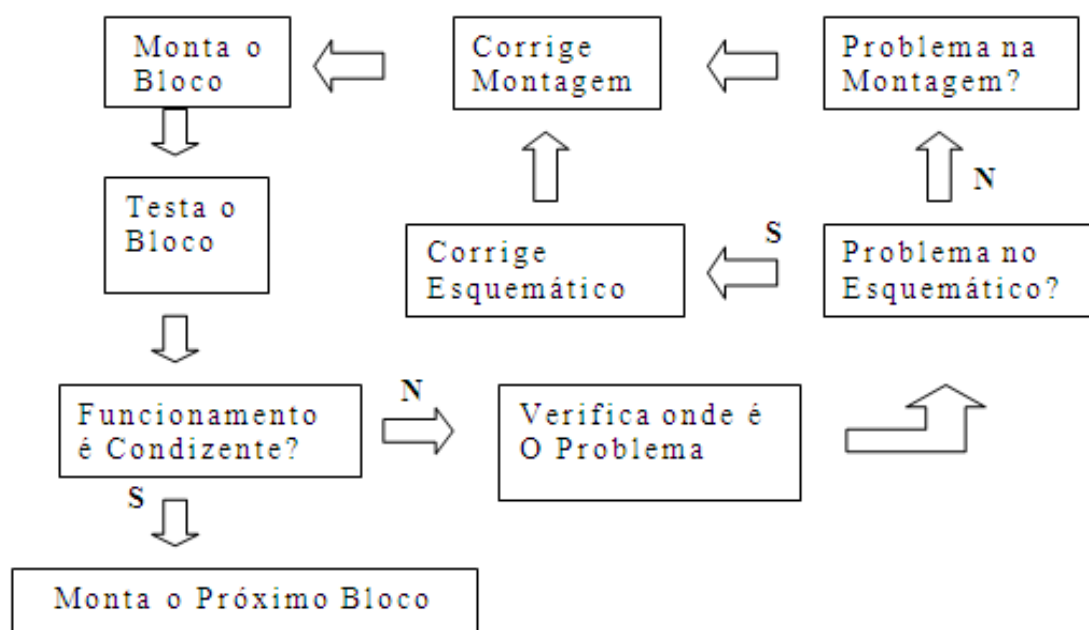 Monta o
Bloco
Corrige
Montagem
Problema na
Montagem?
N
Testa o
Bloco
S
Corrige
Esquemático
Problema no
Esquemático?
Funcionamento
é Condizente?
N
Verifica onde é
O Problema
S
Monta o Próximo Bloco